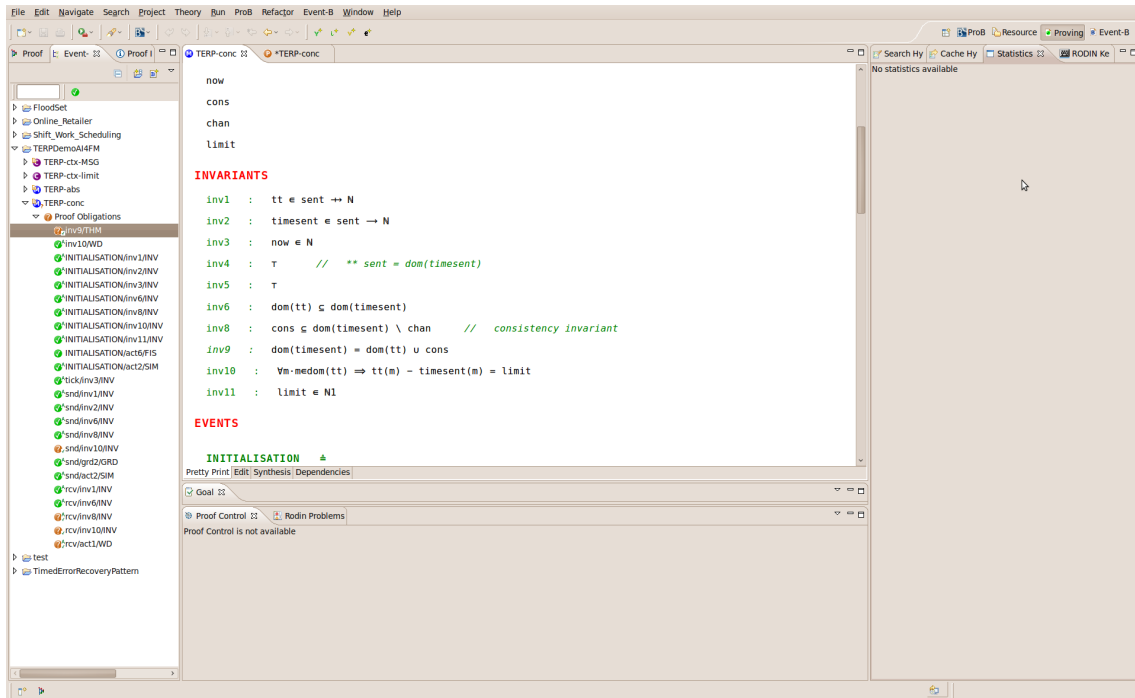 File Edit Navigate Search Project Theory Run ProB Refactor Event-B Window Help
ProB Resource Proving Event-B
Proof Event- Proof I
TERP-conc *TERP-conc
Search Hy Cache Hy Statistics RODIN Ke
No statistics available
FloodSet
Online_Retailer
Shift_Work_Scheduling
TERPDemoAI4FM
TERP-ctx-MSG
TERP-ctx-limit
TERP-abs
TERP-conc
Proof Obligations
inv9/THM
inv10/WD
INITIALISATION/inv1/INV
INITIALISATION/inv2/INV
INITIALISATION/inv3/INV
INITIALISATION/inv6/INV
INITIALISATION/inv8/INV
INITIALISATION/inv10/INV
INITIALISATION/inv11/INV
INITIALISATION/act6/FIS
INITIALISATION/act2/SIM
tick/inv3/INV
snd/inv1/INV
snd/inv2/INV
snd/inv6/INV
snd/inv8/INV
snd/inv10/INV
snd/grd2/GRD
snd/act2/SIM
rcv/inv1/INV
rcv/inv6/INV
rcv/inv8/INV
rcv/inv10/INV
rcv/act1/WD
test
TimedErrorRecoveryPattern
now
cons
chan
limit
INVARIANTS
inv1 : tt ∈ sent ⇸ ℕ
inv2 : timesent ∈ sent → ℕ
inv3 : now ∈ ℕ
inv4 : ⊤ // ** sent = dom(timesent)
inv5 : ⊤
inv6 : dom(tt) ⊆ dom(timesent)
inv8 : cons ⊆ dom(timesent) \ chan // consistency invariant
inv9 : dom(timesent) = dom(tt) ∪ cons
inv10 : ∀m·m∈dom(tt) ⇒ tt(m) − timesent(m) = limit
inv11 : limit ∈ ℕ1
EVENTS
INITIALISATION ≙
Pretty Print Edit Synthesis Dependencies
Goal
Proof Control Rodin Problems
Proof Control is not available